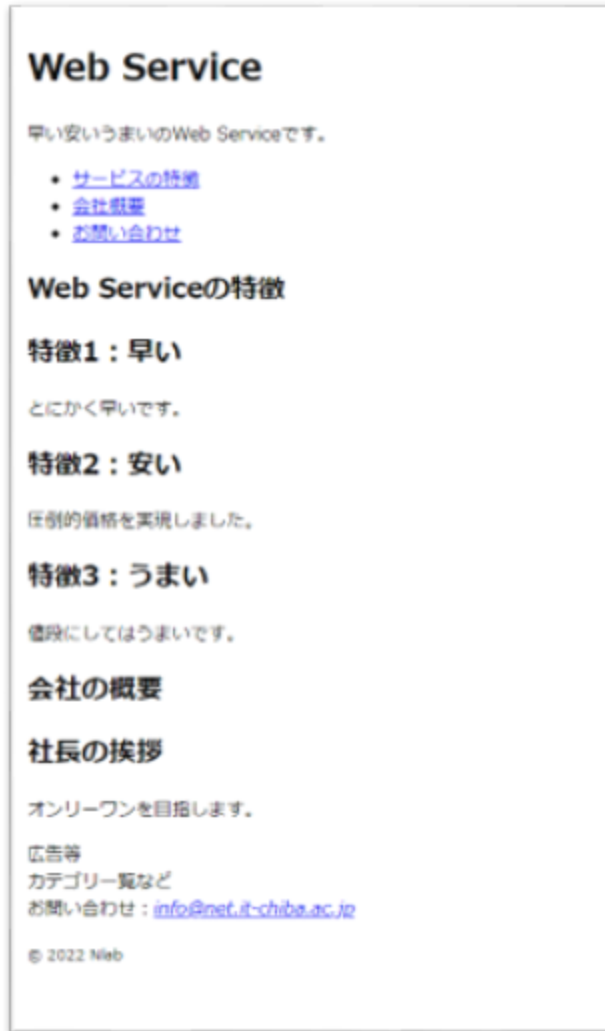 Web Service
早い安いうまいのWeb Serviceです。
サービスの特徴
会社概要
お問い合わせ
Web Serviceの特徴
特徴1：早い
とにかく早いです。
特徴2：安い
圧倒的価格を実現しました。
特徴3：うまい
値段にしてはうまいです。
会社の概要
社長の挨拶
オンリーワンを目指します。
広告等
カテゴリ一覧など
お問い合わせ：info@net.it-chiba.ac.jp
© 2022 Nlab